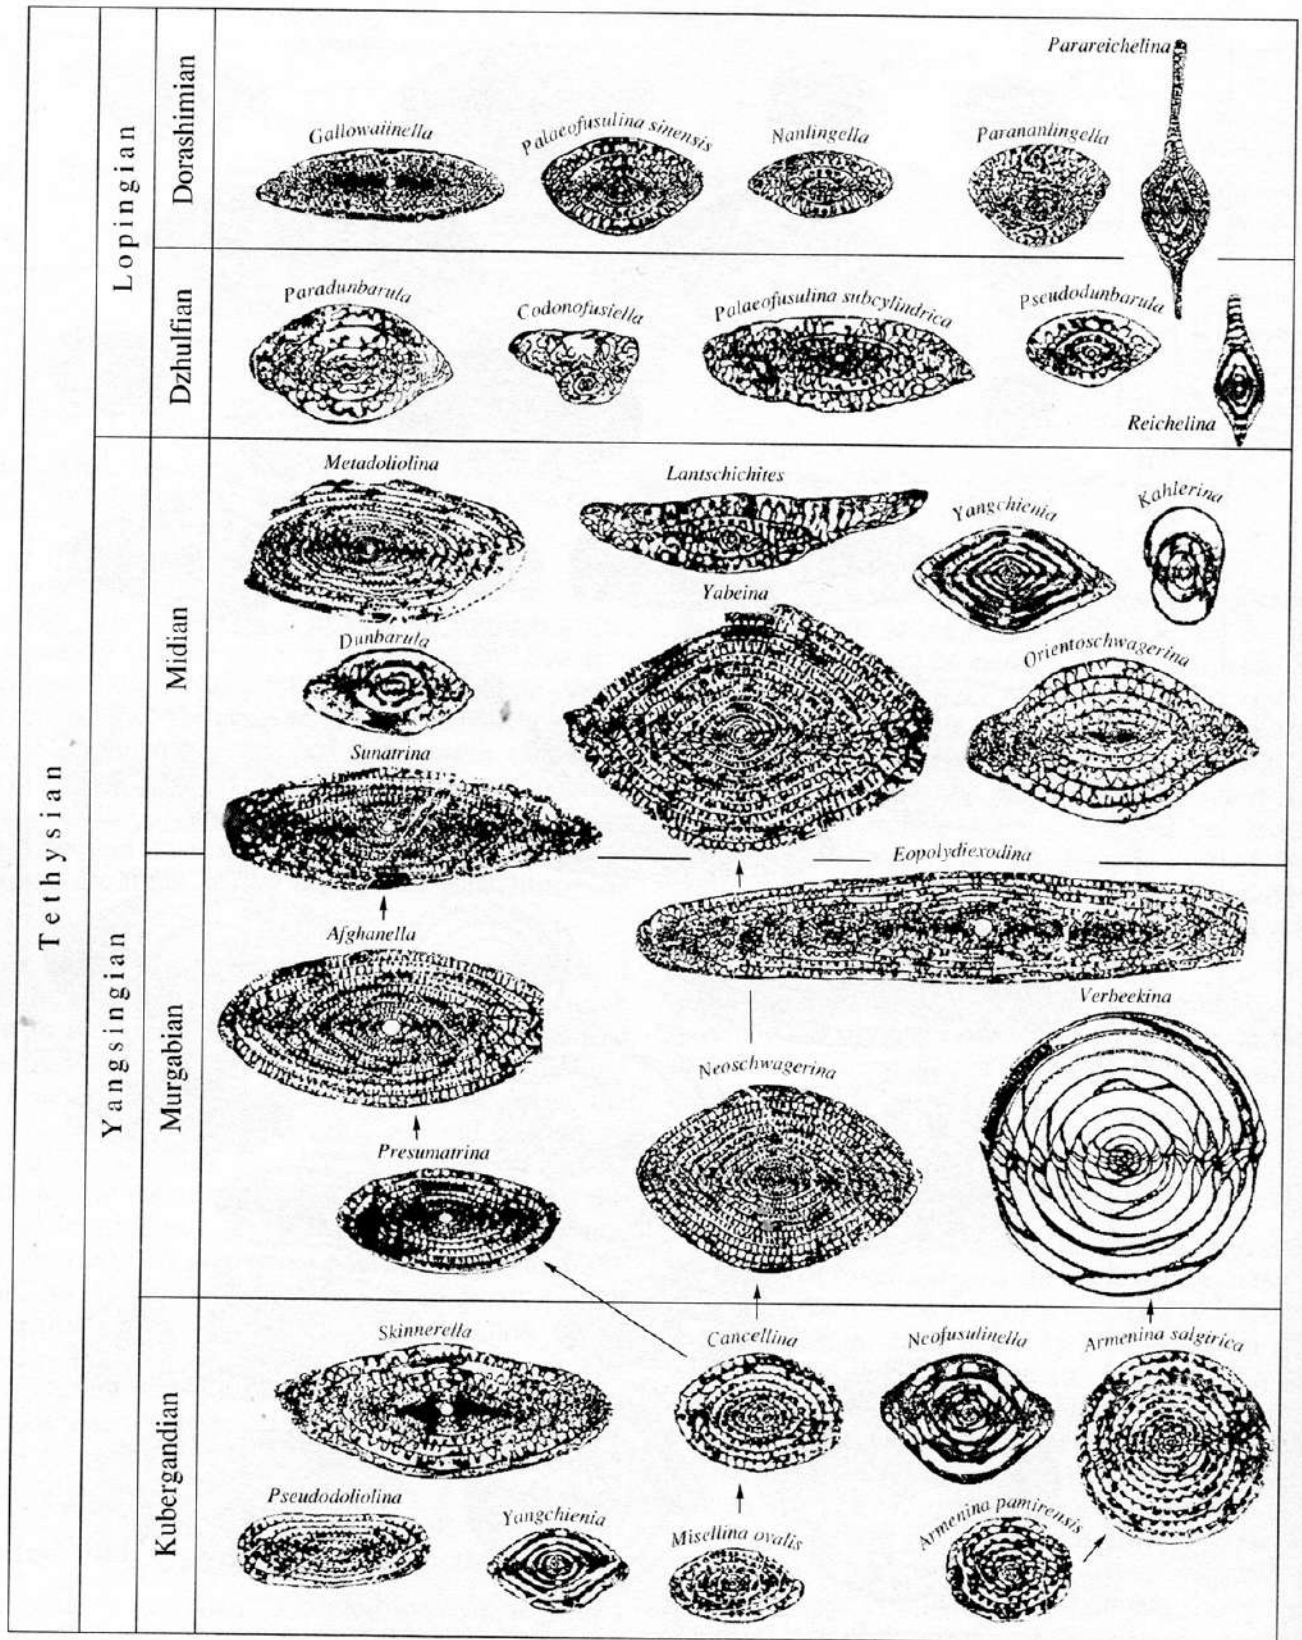 Tethysian
Lopingian
Dorashimian
Parareichelina
Gallowaiinella
Palaeofusulina sinensis
Nanlingella
Parananlingella
Dzhulfian
Paradunbarula
Codonofusiella
Palaeofusulina subcylindrica
Pseudodunbarula
Reichelina
Yangsingian
Midian
Metadoliolina
Lantschichites
Yangchienia
Kahlerina
Yabeina
Dunbarula
Orientoschwagerina
Sunatrina
Murgabian
Eopolydiexodina
Afghanella
Verbeekina
Neoschwagerina
Presumatrina
Kubergandian
Skinnerella
Cancellina
Neofusulinella
Armenina salgirica
Pseudodoliolina
Yangchienia
Misellina ovalis
Armenina pamirensis